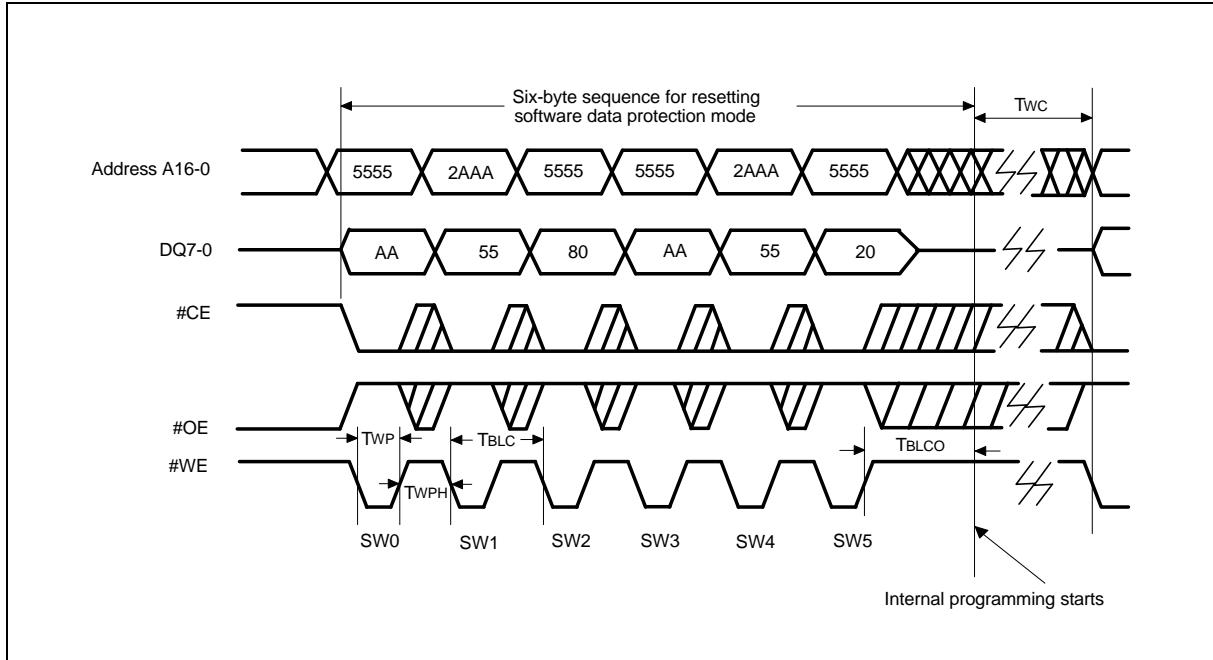 Six-byte sequence for resetting
software data protection mode
TWC
Address A16-0
5555
2AAA
5555
5555
2AAA
5555
DQ7-0
AA
55
80
AA
55
20
#CE
#OE
TWP
TBLC
TBLCO
#WE
TWPH
SW0
SW1
SW2
SW3
SW4
SW5
Internal programming starts